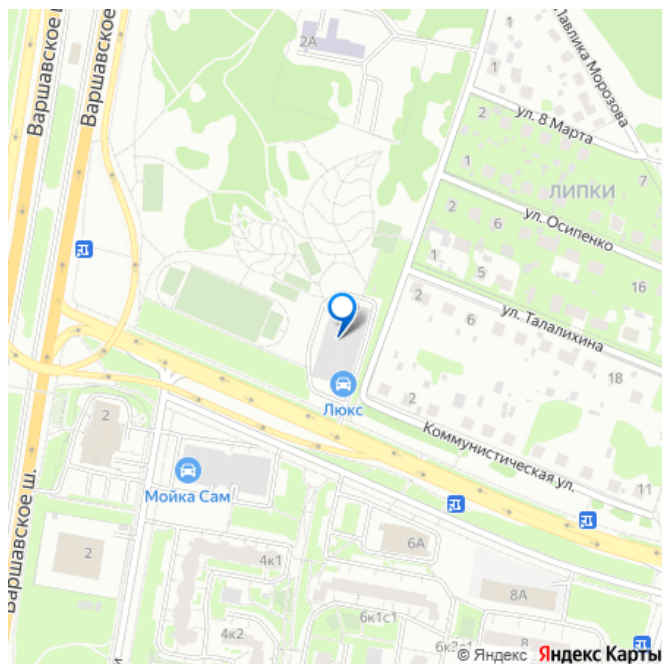 Варшавское ш.
Варшавское
2А
1
Павлика Морозова
1
2
ул. 8 Марта
1
ЛИПКИ
7
2
6
ул. Осипенко
1
5
16
2
6
ул. Талалихина
18
Люкс
2
Коммунистическая ул.
11
2
Мойка Сам
Варшавское ш.
2
6А
4к1
8А
4к2
6к1с1
8
© Яндекс Яндекс Карты